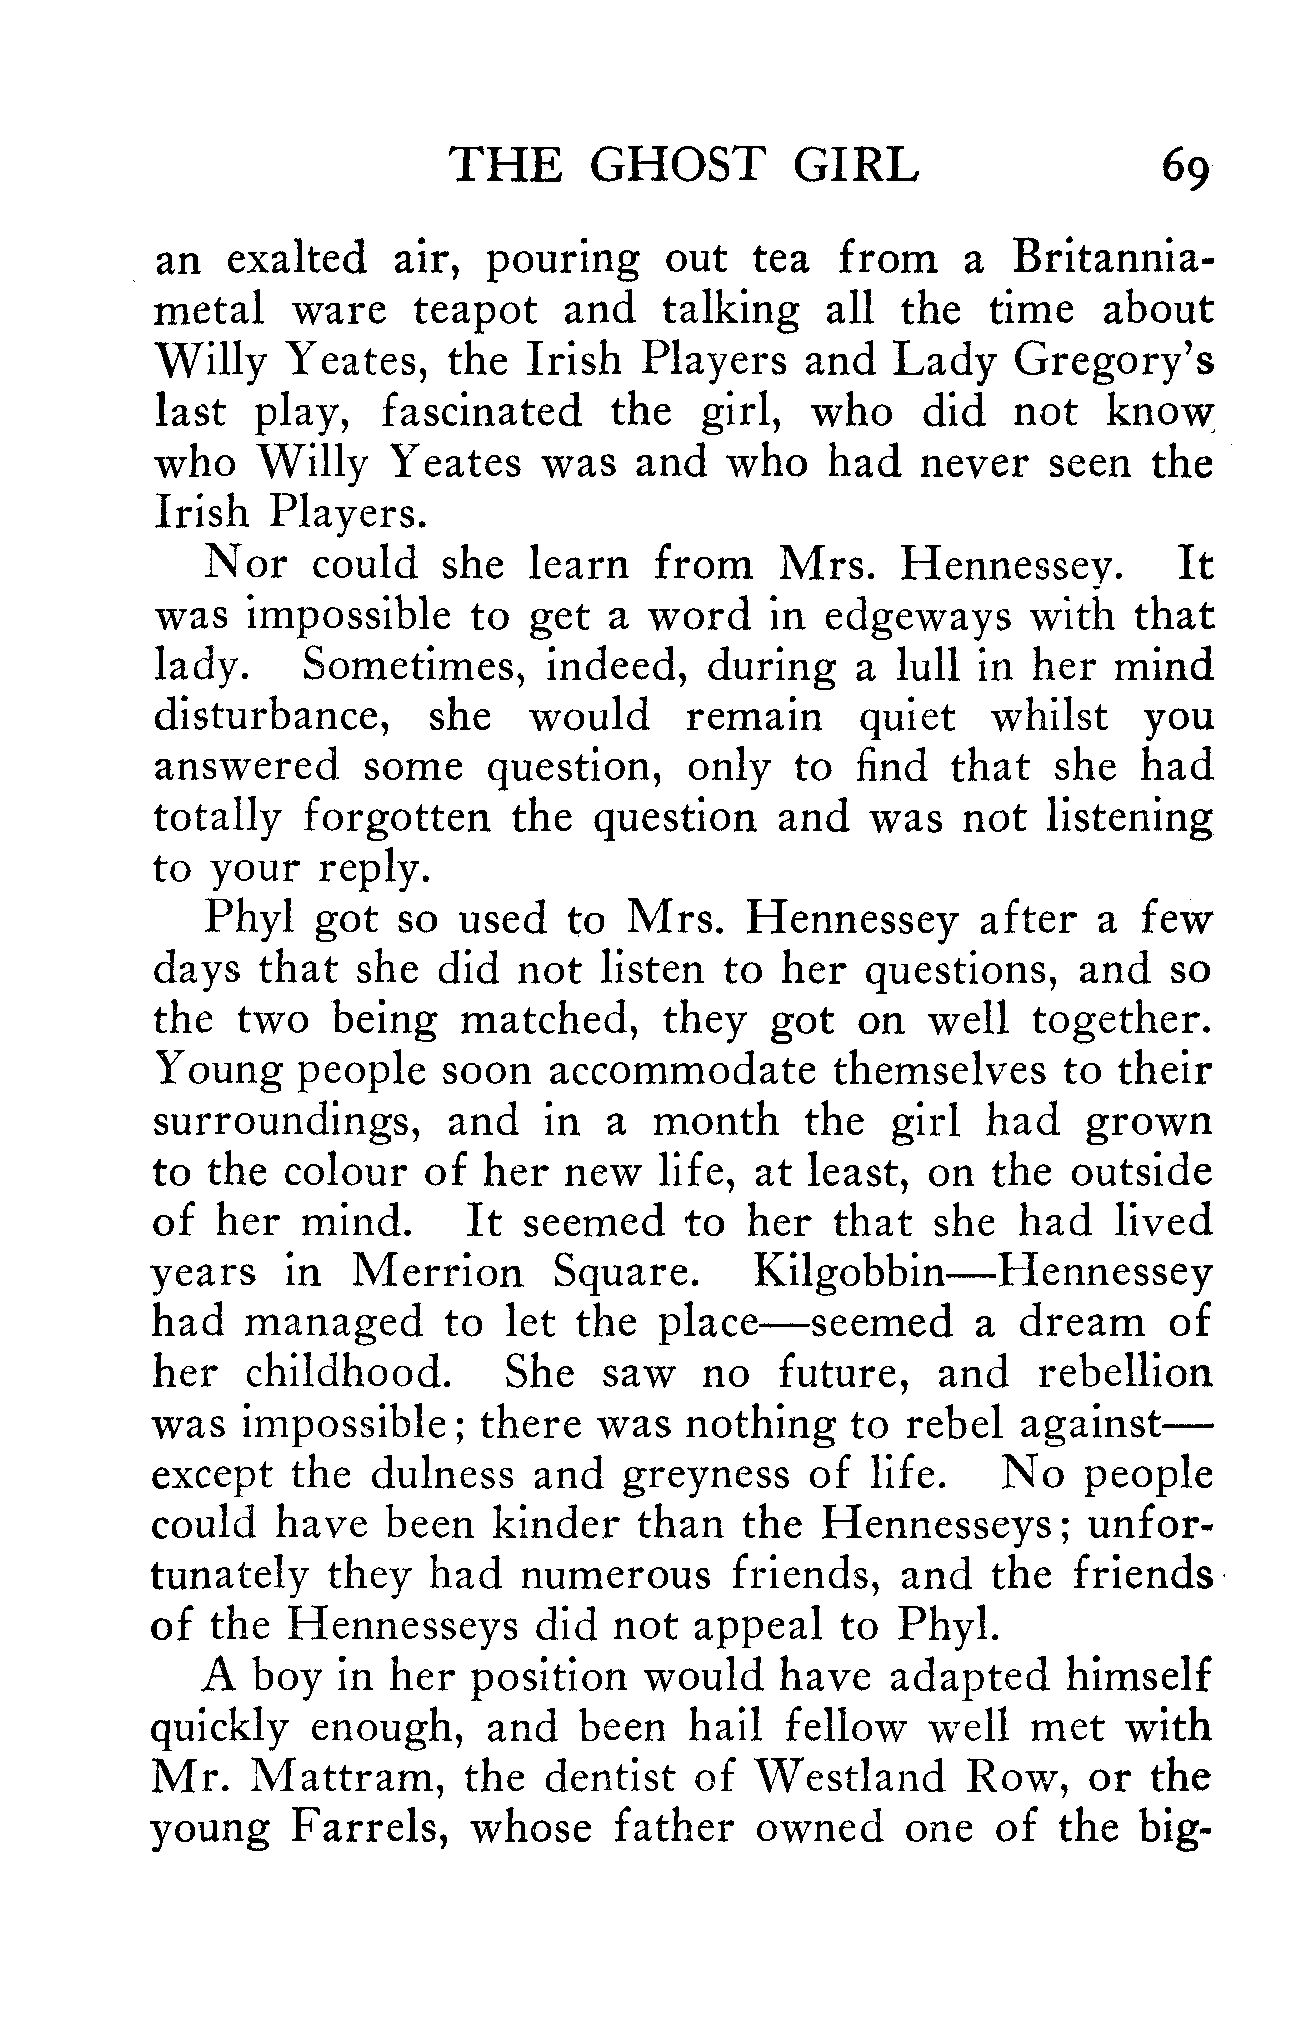 THE GHOST GIRL 69
an exalted air, pouring out tea from a Britannia-
metal ware teapot and talking all the time about
Willy Yeates, the Irish Players and Lady Gregory's
last play, fascinated the girl, who did not know
who Willy Yeates was and who had never seen the
Irish Players.
Nor could she learn from Mrs. Hennessey. It
was impossible to get a word in edgeways with that
lady. Sometimes, indeed, during a lull in her mind
disturbance, she would remain quiet whilst you
answered some question, only to find that she had
totally forgotten the question and was not listening
to your reply.
Phyl got so used to Mrs. Hennessey after a few
days that she did not listen to her questions, and so
the two being matched, they got on well together.
Young people soon accommodate themselves to their
surroundings, and in a month the girl had grown
to the colour of her new life, at least, on the outside
of her mind. It seemed to her that she had lived
years in Merrion Square. Kilgobbin—Hennessey
had managed to let the place—seemed a dream of
her childhood. She saw no future, and rebellion
was impossible; there was nothing to rebel against—
except the dulness and greyness of life. No people
could have been kinder than the Hennesseys; unfor-
tunately they had numerous friends, and the friends
of the Hennesseys did not appeal to Phyl.
A boy in her position would have adapted himself
quickly enough, and been hail fellow well met with
Mr. Mattram, the dentist of Westland Row, or the
young Farrels, whose father owned one of the big-